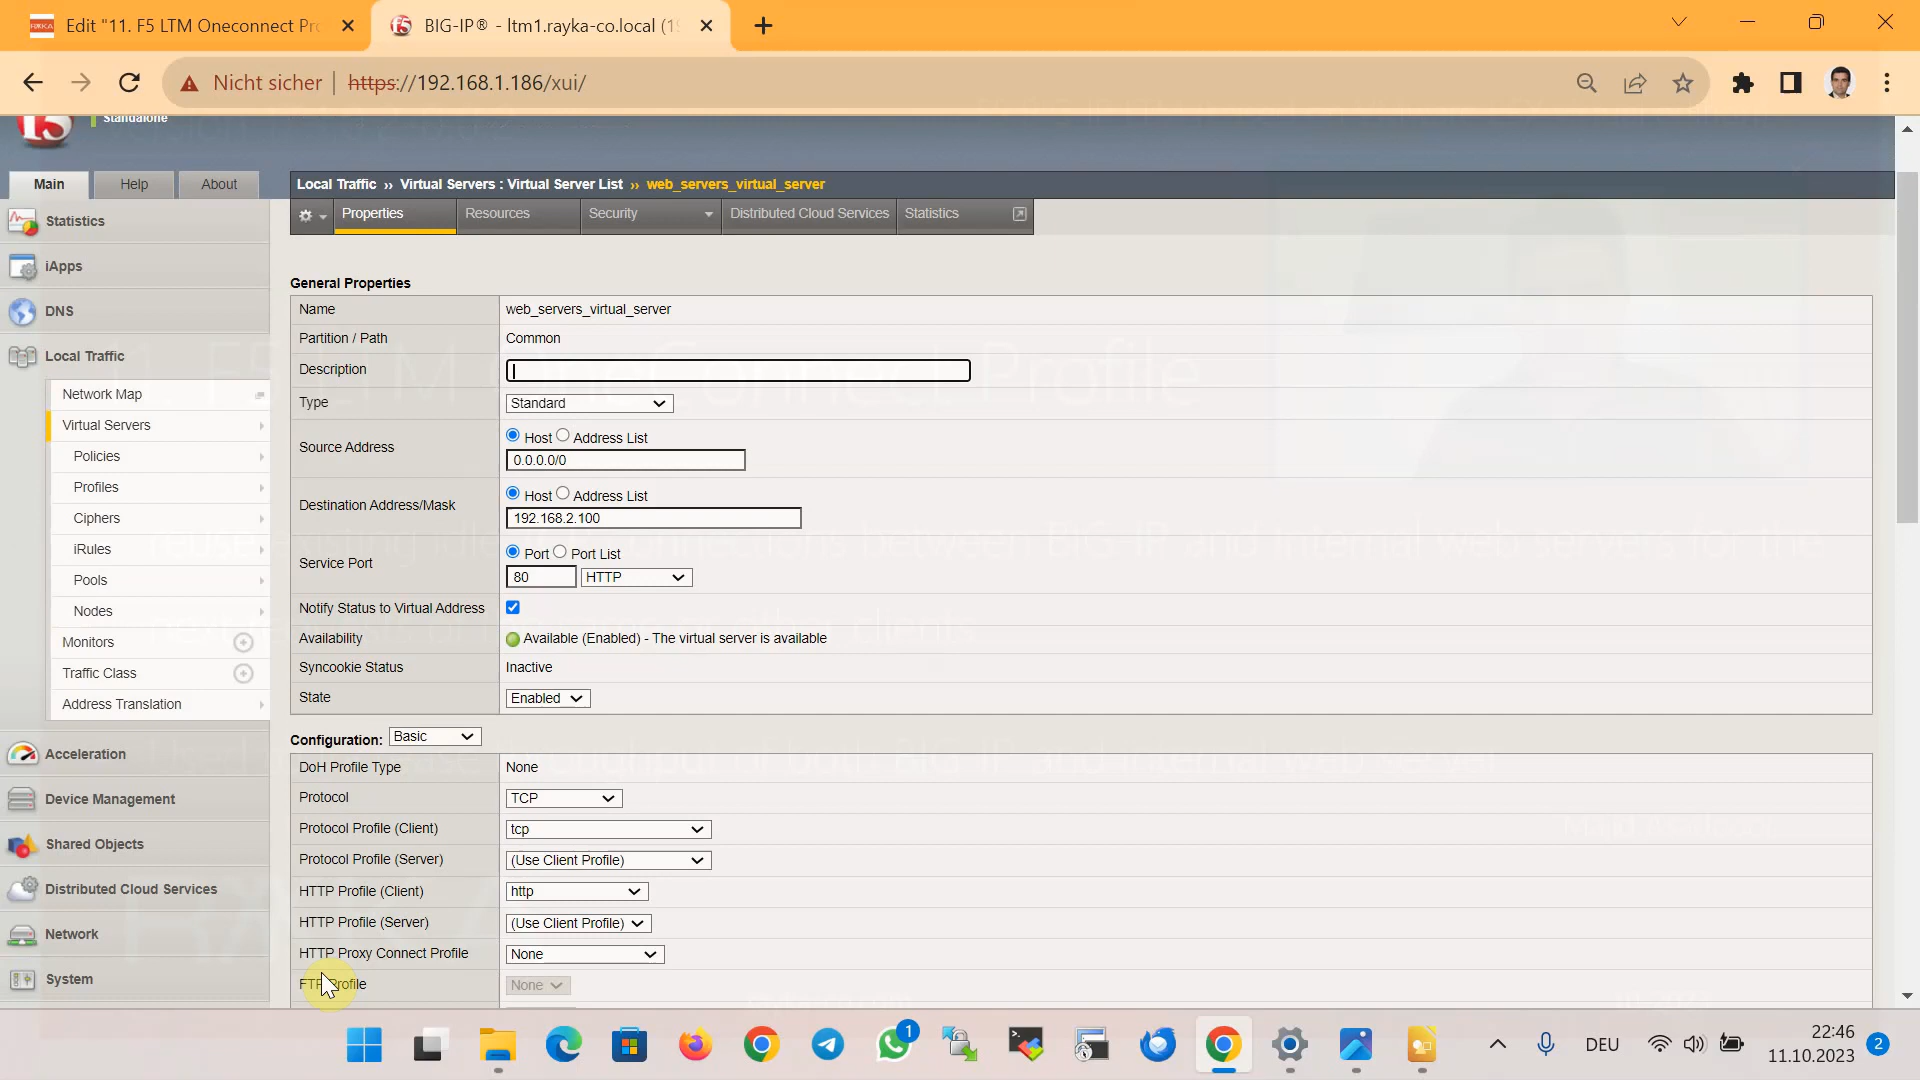 Edit "11. F5 LTM Oneconnect Pro
BIG-IP® - ltm1.rayka-co.local (19
Nicht sicher
https://192.168.1.186/xui/
Standalone
Main
Help
About
Local Traffic ›› Virtual Servers : Virtual Server List ›› web_servers_virtual_server
Properties
Resources
Security
Distributed Cloud Services
Statistics
Statistics
iApps
DNS
Local Traffic
Network Map
Virtual Servers
Policies
Profiles
Ciphers
iRules
Pools
Nodes
Monitors
Traffic Class
Address Translation
Acceleration
Device Management
Shared Objects
Distributed Cloud Services
Network
System
General Properties
Name
web_servers_virtual_server
Partition / Path
Common
Description
Type
Standard
Source Address
Host
Address List
0.0.0.0/0
Destination Address/Mask
Host
Address List
192.168.2.100
Service Port
Port
Port List
80
HTTP
Notify Status to Virtual Address
Availability
Available (Enabled) - The virtual server is available
Syncookie Status
Inactive
State
Enabled
Configuration: Basic
DoH Profile Type
None
Protocol
TCP
Protocol Profile (Client)
tcp
Protocol Profile (Server)
(Use Client Profile)
HTTP Profile (Client)
http
HTTP Profile (Server)
(Use Client Profile)
HTTP Proxy Connect Profile
None
FTP Profile
None
1
DEU
22:46
11.10.2023
2